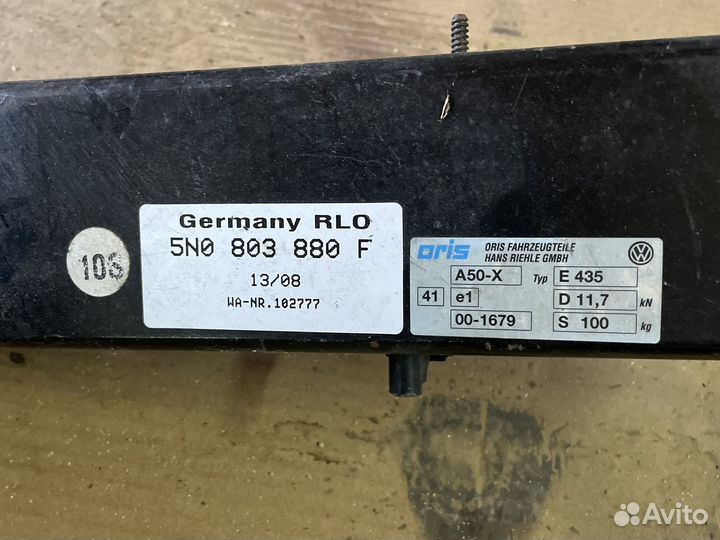 10S
Germany RLO
5N0 803 880 F
13/08
WA-NR.102777
oris ORIS FAHRZEUGTEILE
HANS RIEHLE GMBH
A50-X Typ E 435
41 e1 D 11,7 kN
00-1679 S 100 kg
Avito